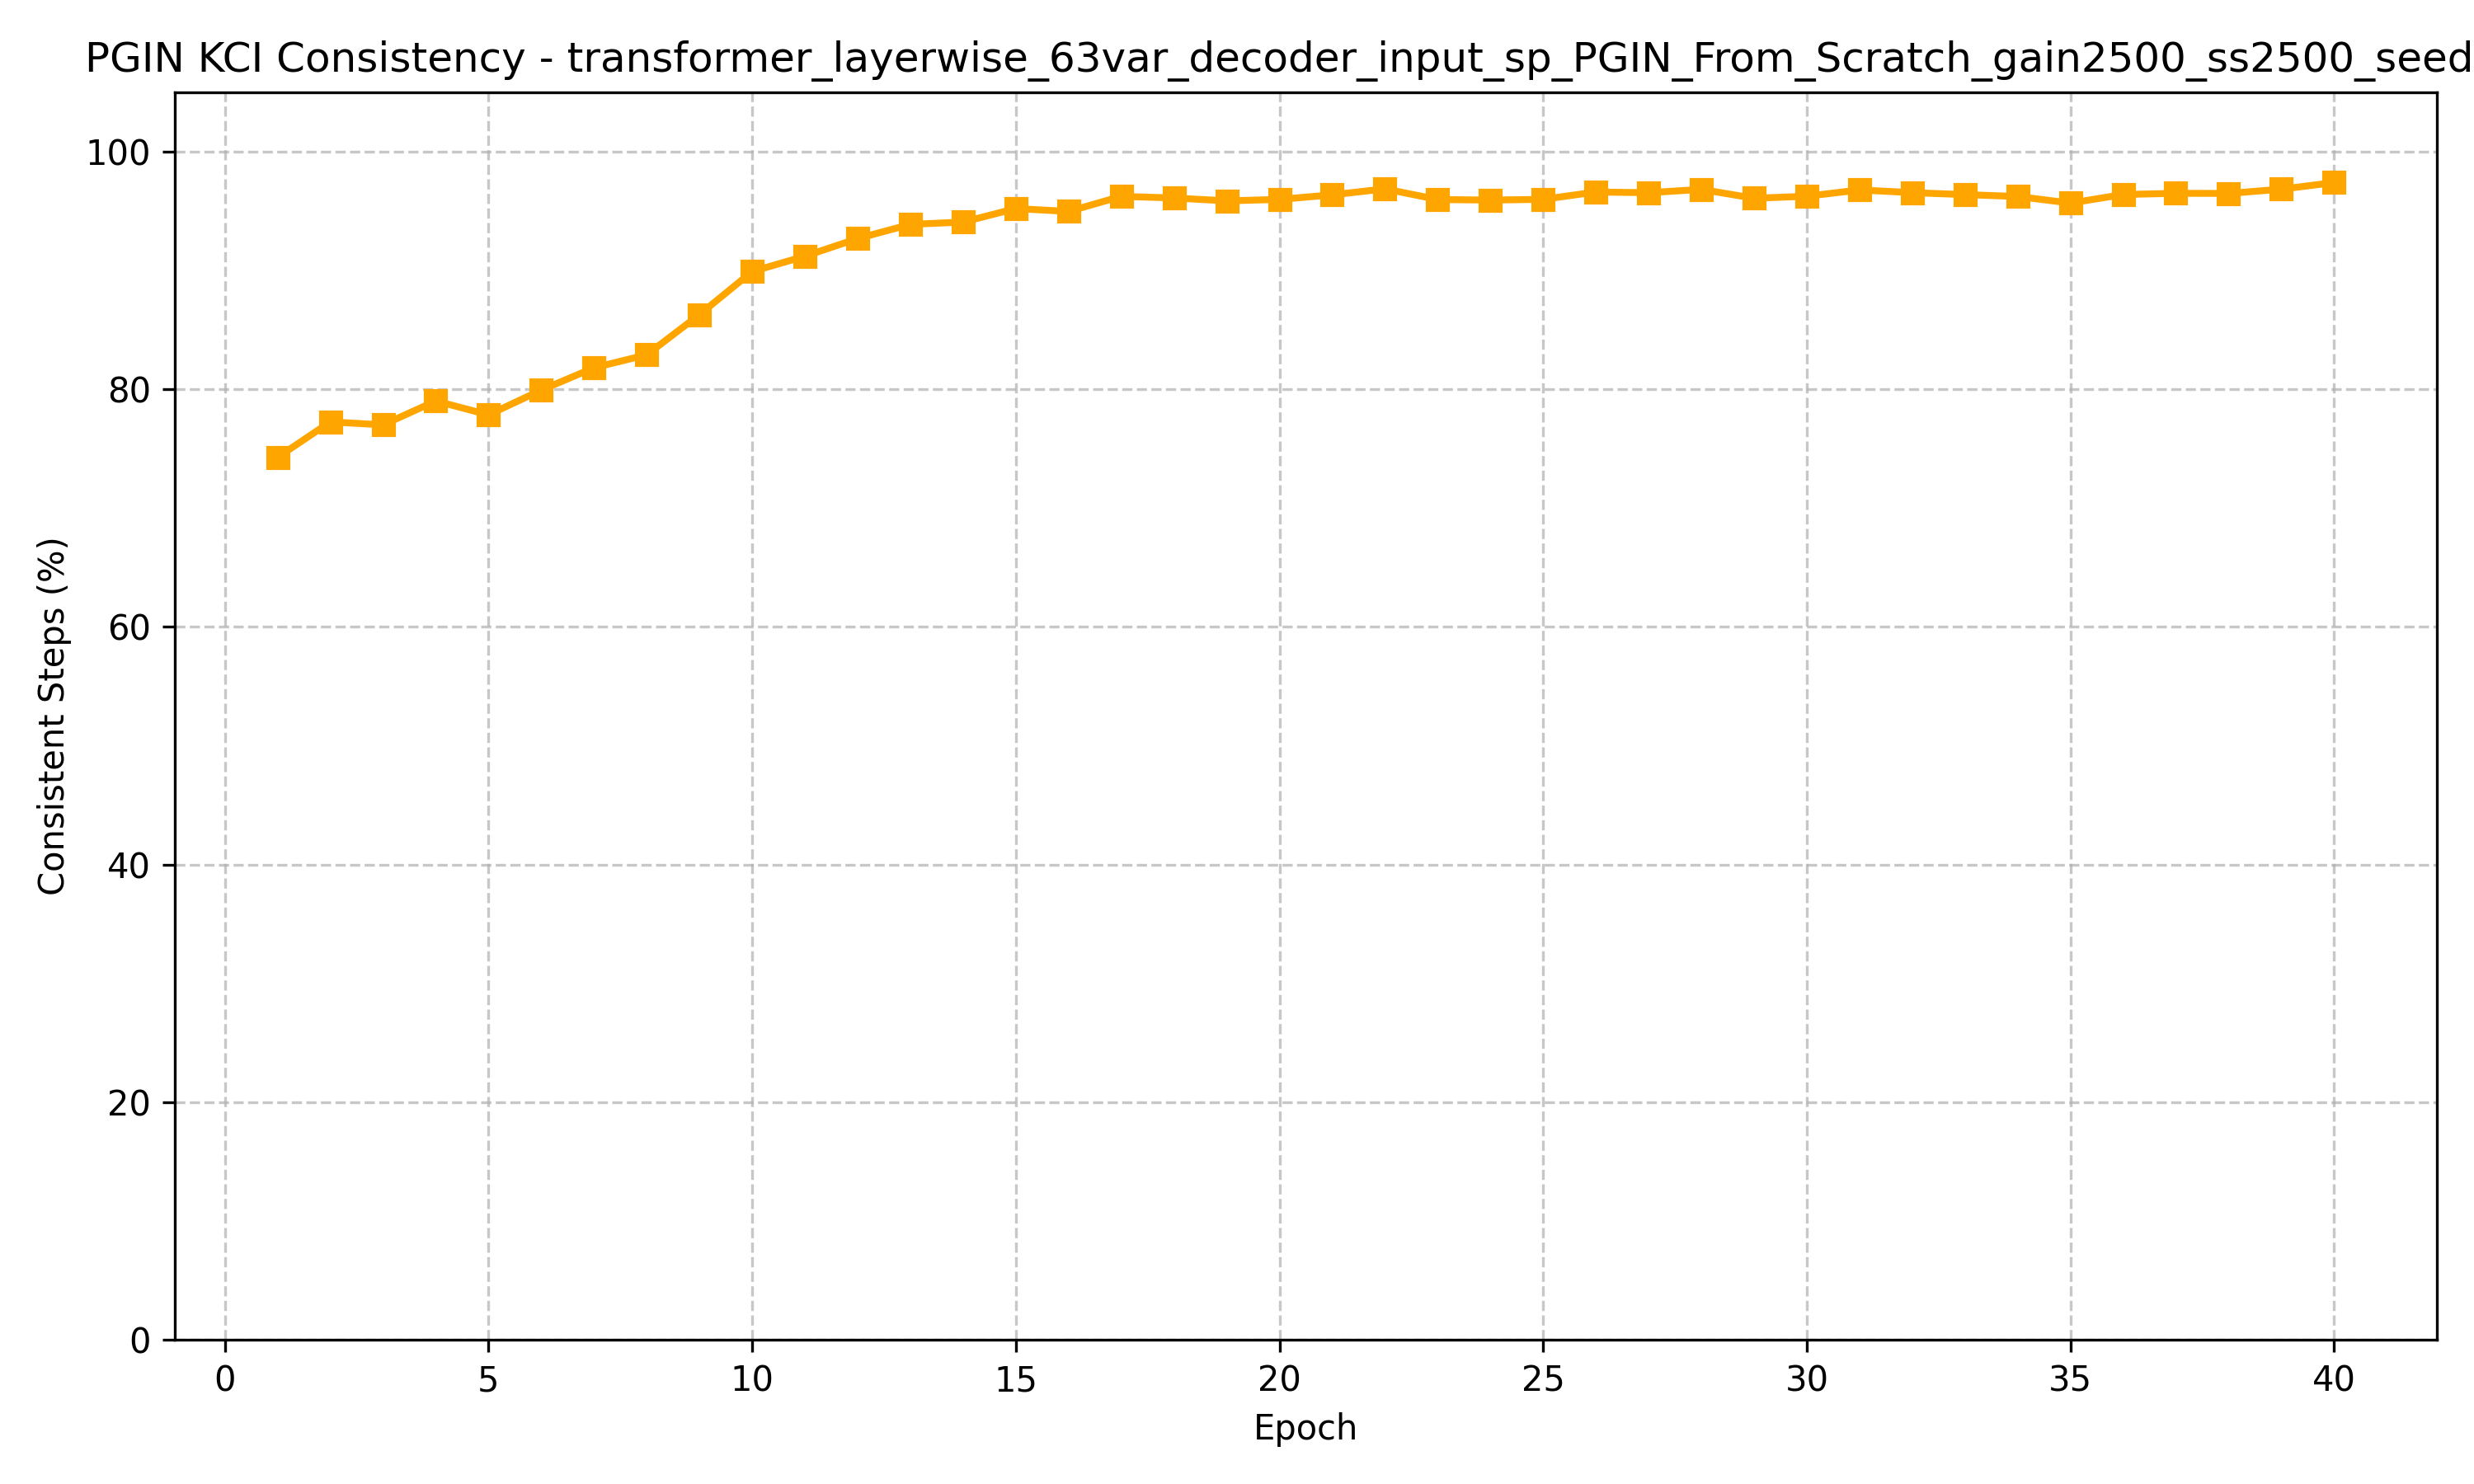 PGIN KCI Consistency - transformer_layerwise_63var_decoder_input_sp_PGIN_From_Scratch_gain2500_ss2500_seed
Consistent Steps (%)
100
80
60
40
20
0
0 5 10 15 20 25 30 35 40
Epoch